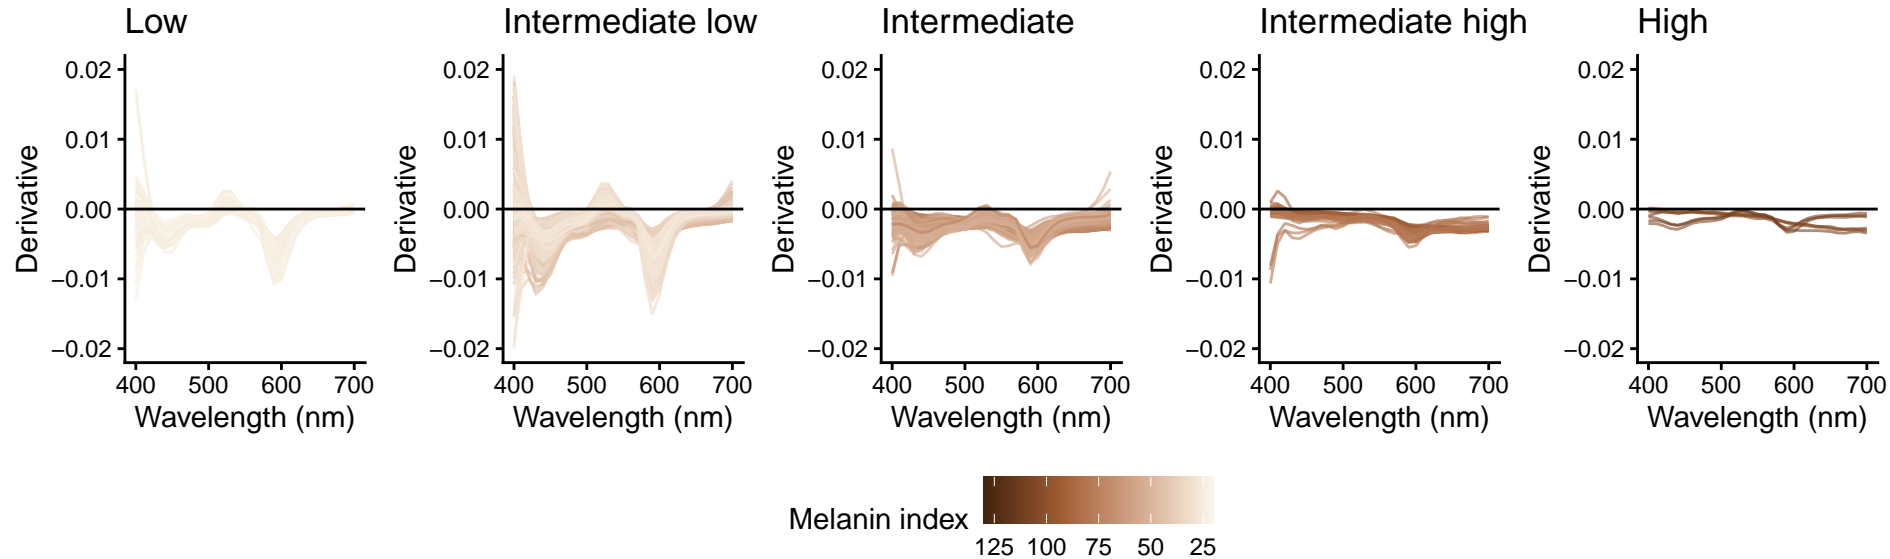 Low
Intermediate low
Intermediate
Intermediate high
High
0.02
0.01
0.00
−0.01
−0.02
Derivative
400 500 600 700
Wavelength (nm)
0.02
0.01
0.00
−0.01
−0.02
Derivative
400 500 600 700
Wavelength (nm)
0.02
0.01
0.00
−0.01
−0.02
Derivative
400 500 600 700
Wavelength (nm)
0.02
0.01
0.00
−0.01
−0.02
Derivative
400 500 600 700
Wavelength (nm)
0.02
0.01
0.00
−0.01
−0.02
Derivative
400 500 600 700
Wavelength (nm)
Melanin index
125 100 75 50 25